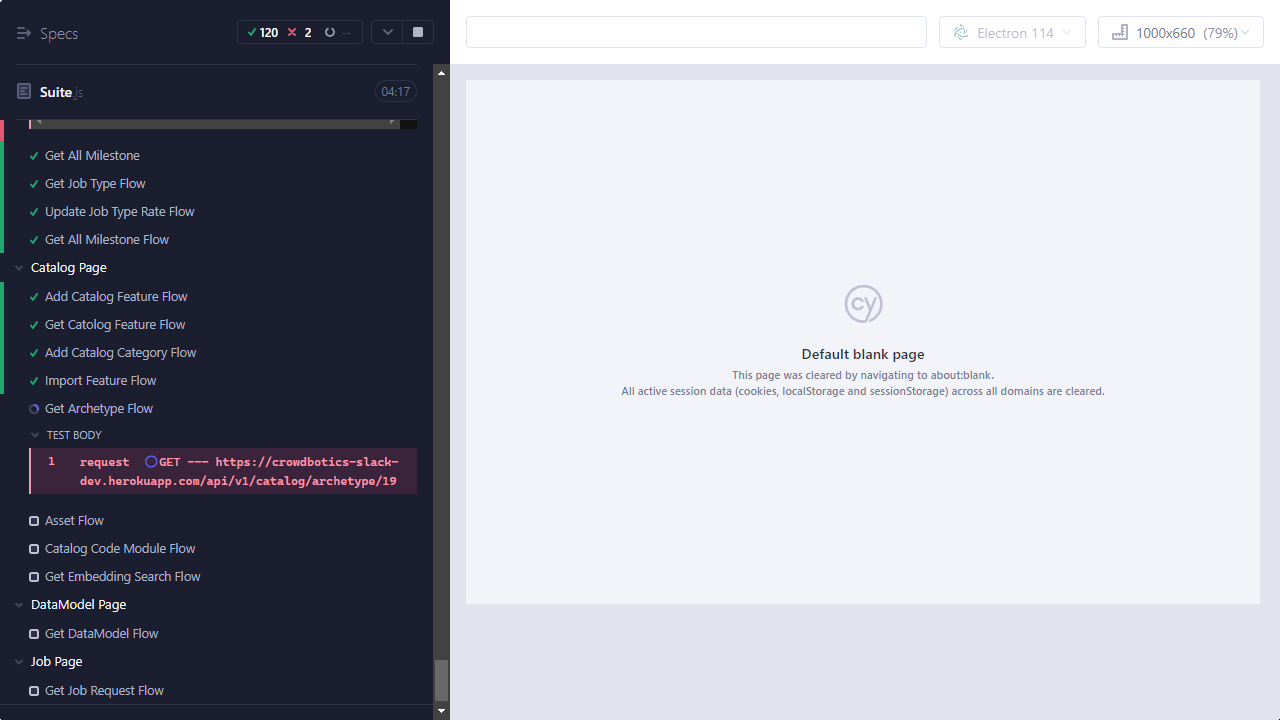 Specs
120
2
--
Suite.js
04:17
Get All Milestone
Get Job Type Flow
Update Job Type Rate Flow
Get All Milestone Flow
Catalog Page
Add Catalog Feature Flow
Get Catolog Feature Flow
Add Catalog Category Flow
Import Feature Flow
Get Archetype Flow
TEST BODY
1 request GET --- https://crowdbotics-slack-
dev.herokuapp.com/api/v1/catalog/archetype/19
Asset Flow
Catalog Code Module Flow
Get Embedding Search Flow
DataModel Page
Get DataModel Flow
Job Page
Get Job Request Flow
Electron 114
1000x660 (79%)
cy
Default blank page
This page was cleared by navigating to about:blank.
All active session data (cookies, localStorage and sessionStorage) across all domains are cleared.